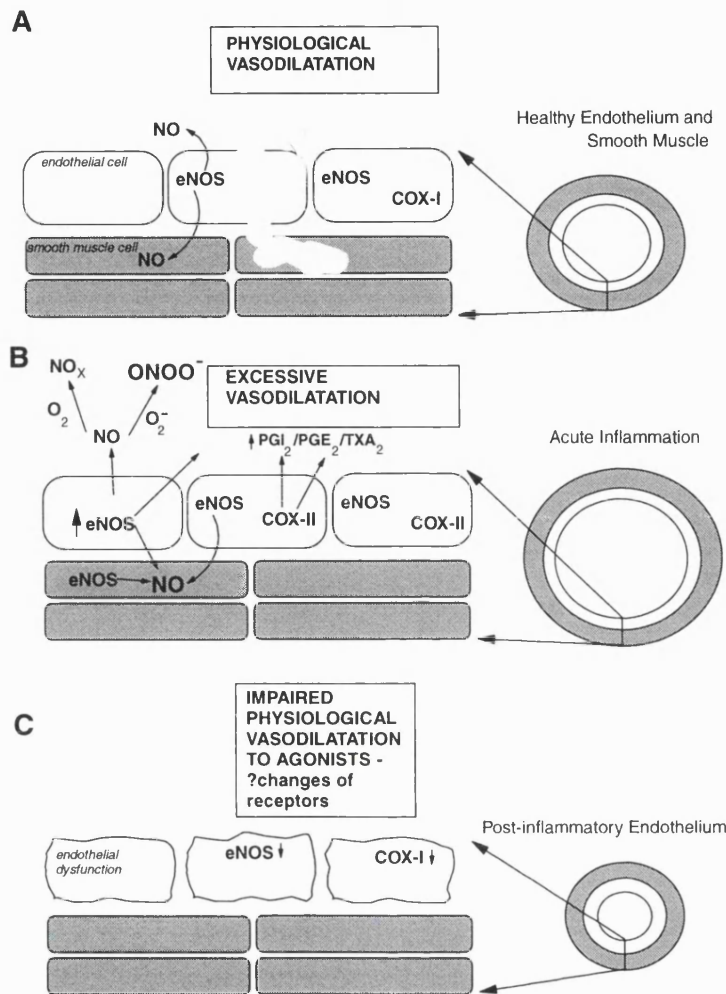 A
PHYSIOLOGICAL
VASODILATATION
Healthy Endothelium and
Smooth Muscle
NO
endothelial cell
eNOS
eNOS
COX-I
smooth muscle cell
NO
B
NOx
ONOO⁻
O₂
O₂⁻
NO
EXCESSIVE
VASODILATATION
↑ PGI₂/PGE₂/TXA₂
Acute Inflammation
↑ eNOS
eNOS
COX-II
eNOS
COX-II
eNOS
NO
C
IMPAIRED
PHYSIOLOGICAL
VASODILATATION
TO AGONISTS -
?changes of
receptors
Post-inflammatory Endothelium
endothelial
dysfunction
eNOS ↓
COX-I ↓